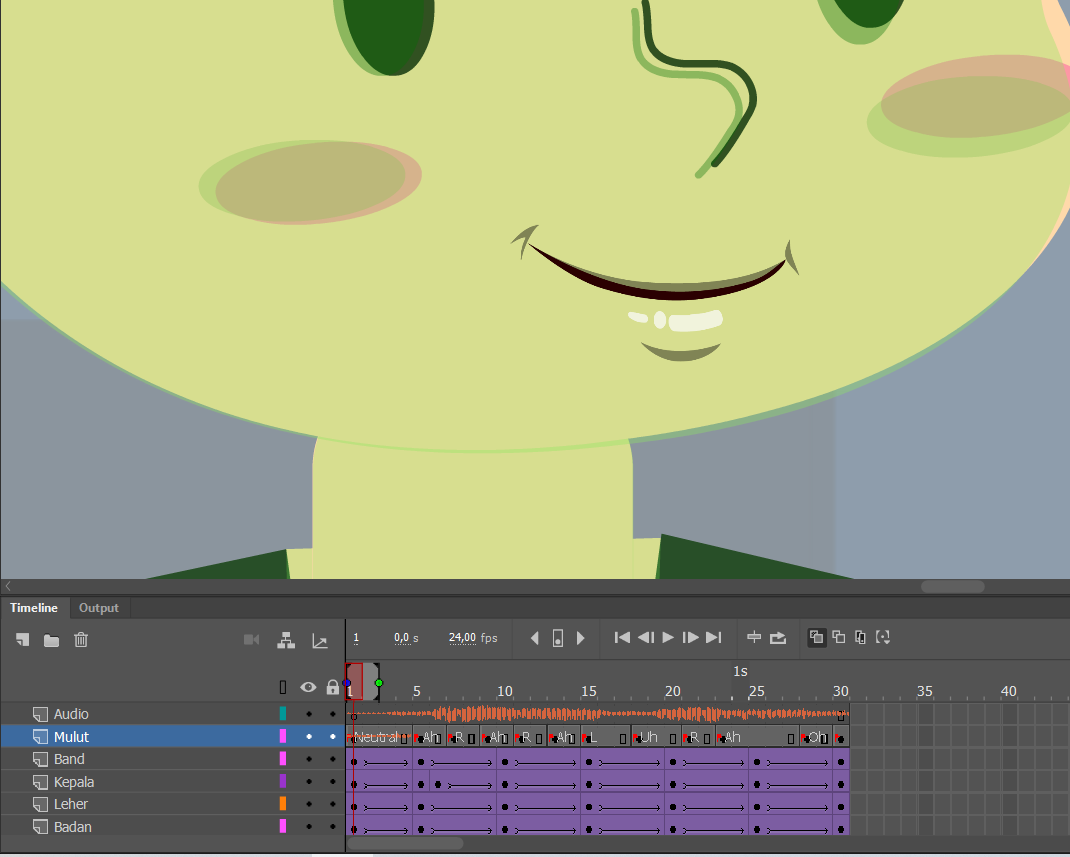 Timeline Output
1 0,0 s 24,00 fps
1s
1 5 10 15 20 25 30 35 40
Audio
Mulut Neutral Ah R Ah R Ah L Uh R Ah Oh
Band
Kepala
Leher
Badan